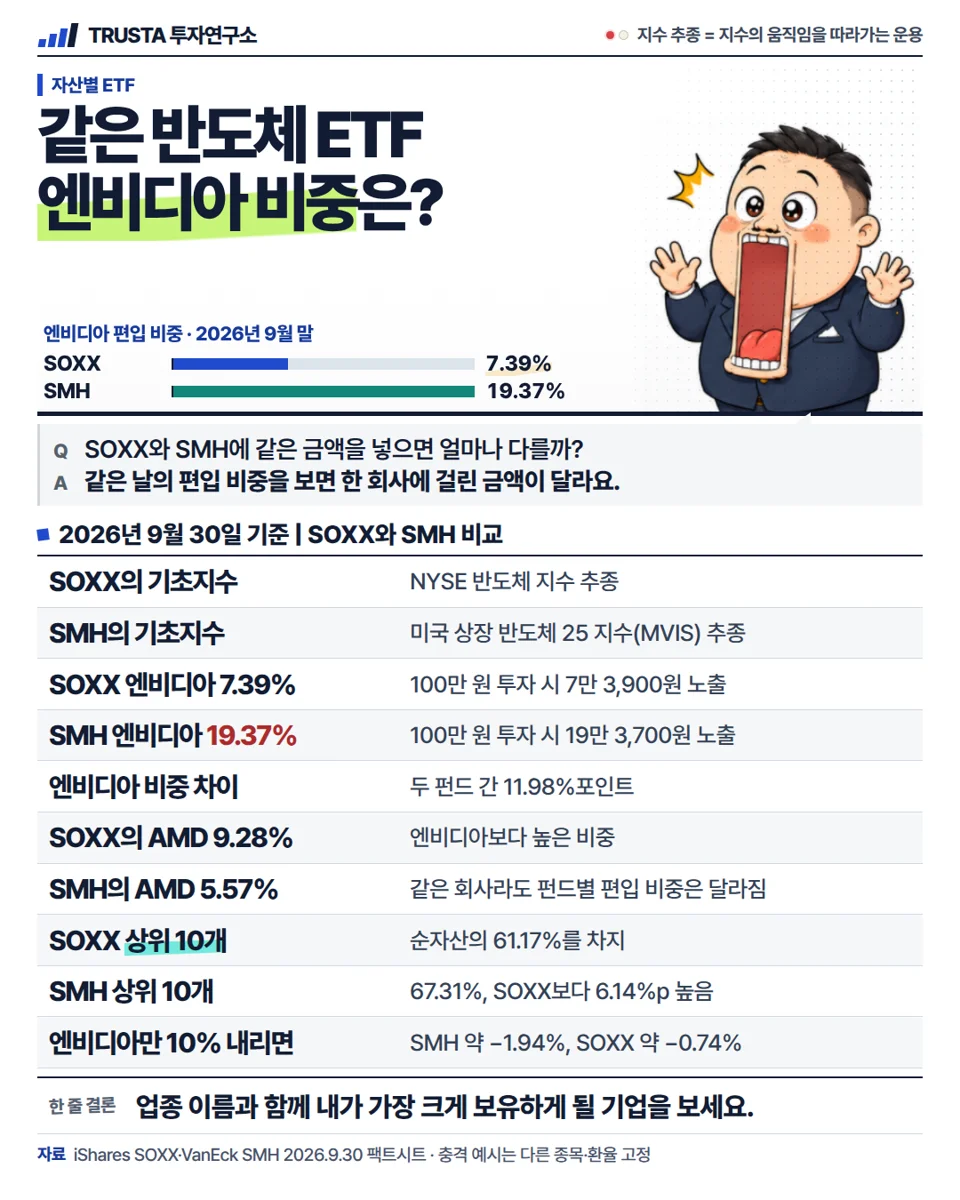 TRUSTA 투자연구소
지수 추종 = 지수의 움직임을 따라가는 운용
자산별 ETF
같은 반도체 ETF
엔비디아 비중은?
엔비디아 편입 비중 · 2026년 9월 말
SOXX 7.39%
SMH 19.37%
Q SOXX와 SMH에 같은 금액을 넣으면 얼마나 다를까?
A 같은 날의 편입 비중을 보면 한 회사에 걸린 금액이 달라요.
2026년 9월 30일 기준 | SOXX와 SMH 비교
SOXX의 기초지수 NYSE 반도체 지수 추종
SMH의 기초지수 미국 상장 반도체 25 지수(MVIS) 추종
SOXX 엔비디아 7.39% 100만 원 투자 시 7만 3,900원 노출
SMH 엔비디아 19.37% 100만 원 투자 시 19만 3,700원 노출
엔비디아 비중 차이 두 펀드 간 11.98%포인트
SOXX의 AMD 9.28% 엔비디아보다 높은 비중
SMH의 AMD 5.57% 같은 회사라도 펀드별 편입 비중은 달라짐
SOXX 상위 10개 순자산의 61.17%를 차지
SMH 상위 10개 67.31%, SOXX보다 6.14%p 높음
엔비디아만 10% 내리면 SMH 약 −1.94%, SOXX 약 −0.74%
한 줄 결론 업종 이름과 함께 내가 가장 크게 보유하게 될 기업을 보세요.
자료 iShares SOXX·VanEck SMH 2026.9.30 팩트시트 · 충격 예시는 다른 종목·환율 고정